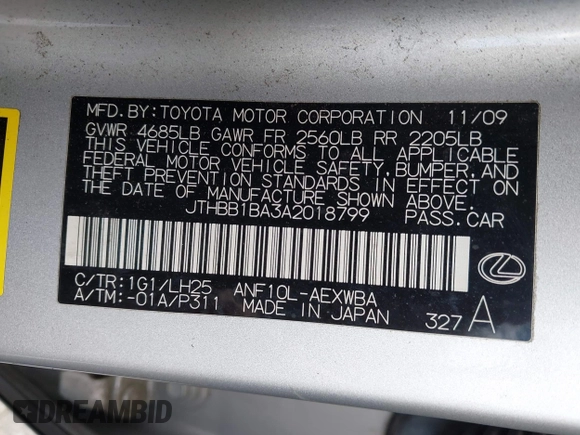 MFD.BY:TOYOTA MOTOR CORPORATION 11/09
GVWR 4685LB GAWR FR 2560LB RR 2205LB
THIS VEHICLE CONFORMS TO ALL APPLICABLE
FEDERAL MOTOR VEHICLE SAFETY,BUMPER,AND
THEFT PREVENTION STANDARDS IN EFFECT ON
THE DATE OF MANUFACTURE SHOWN ABOVE.
JTHBB1BA3A2018799 PASS.CAR
C/TR:1G1/LH25 ANF10L-AEXWBA
A/TM:-01A/P311 MADE IN JAPAN 327 A
DREAMBID